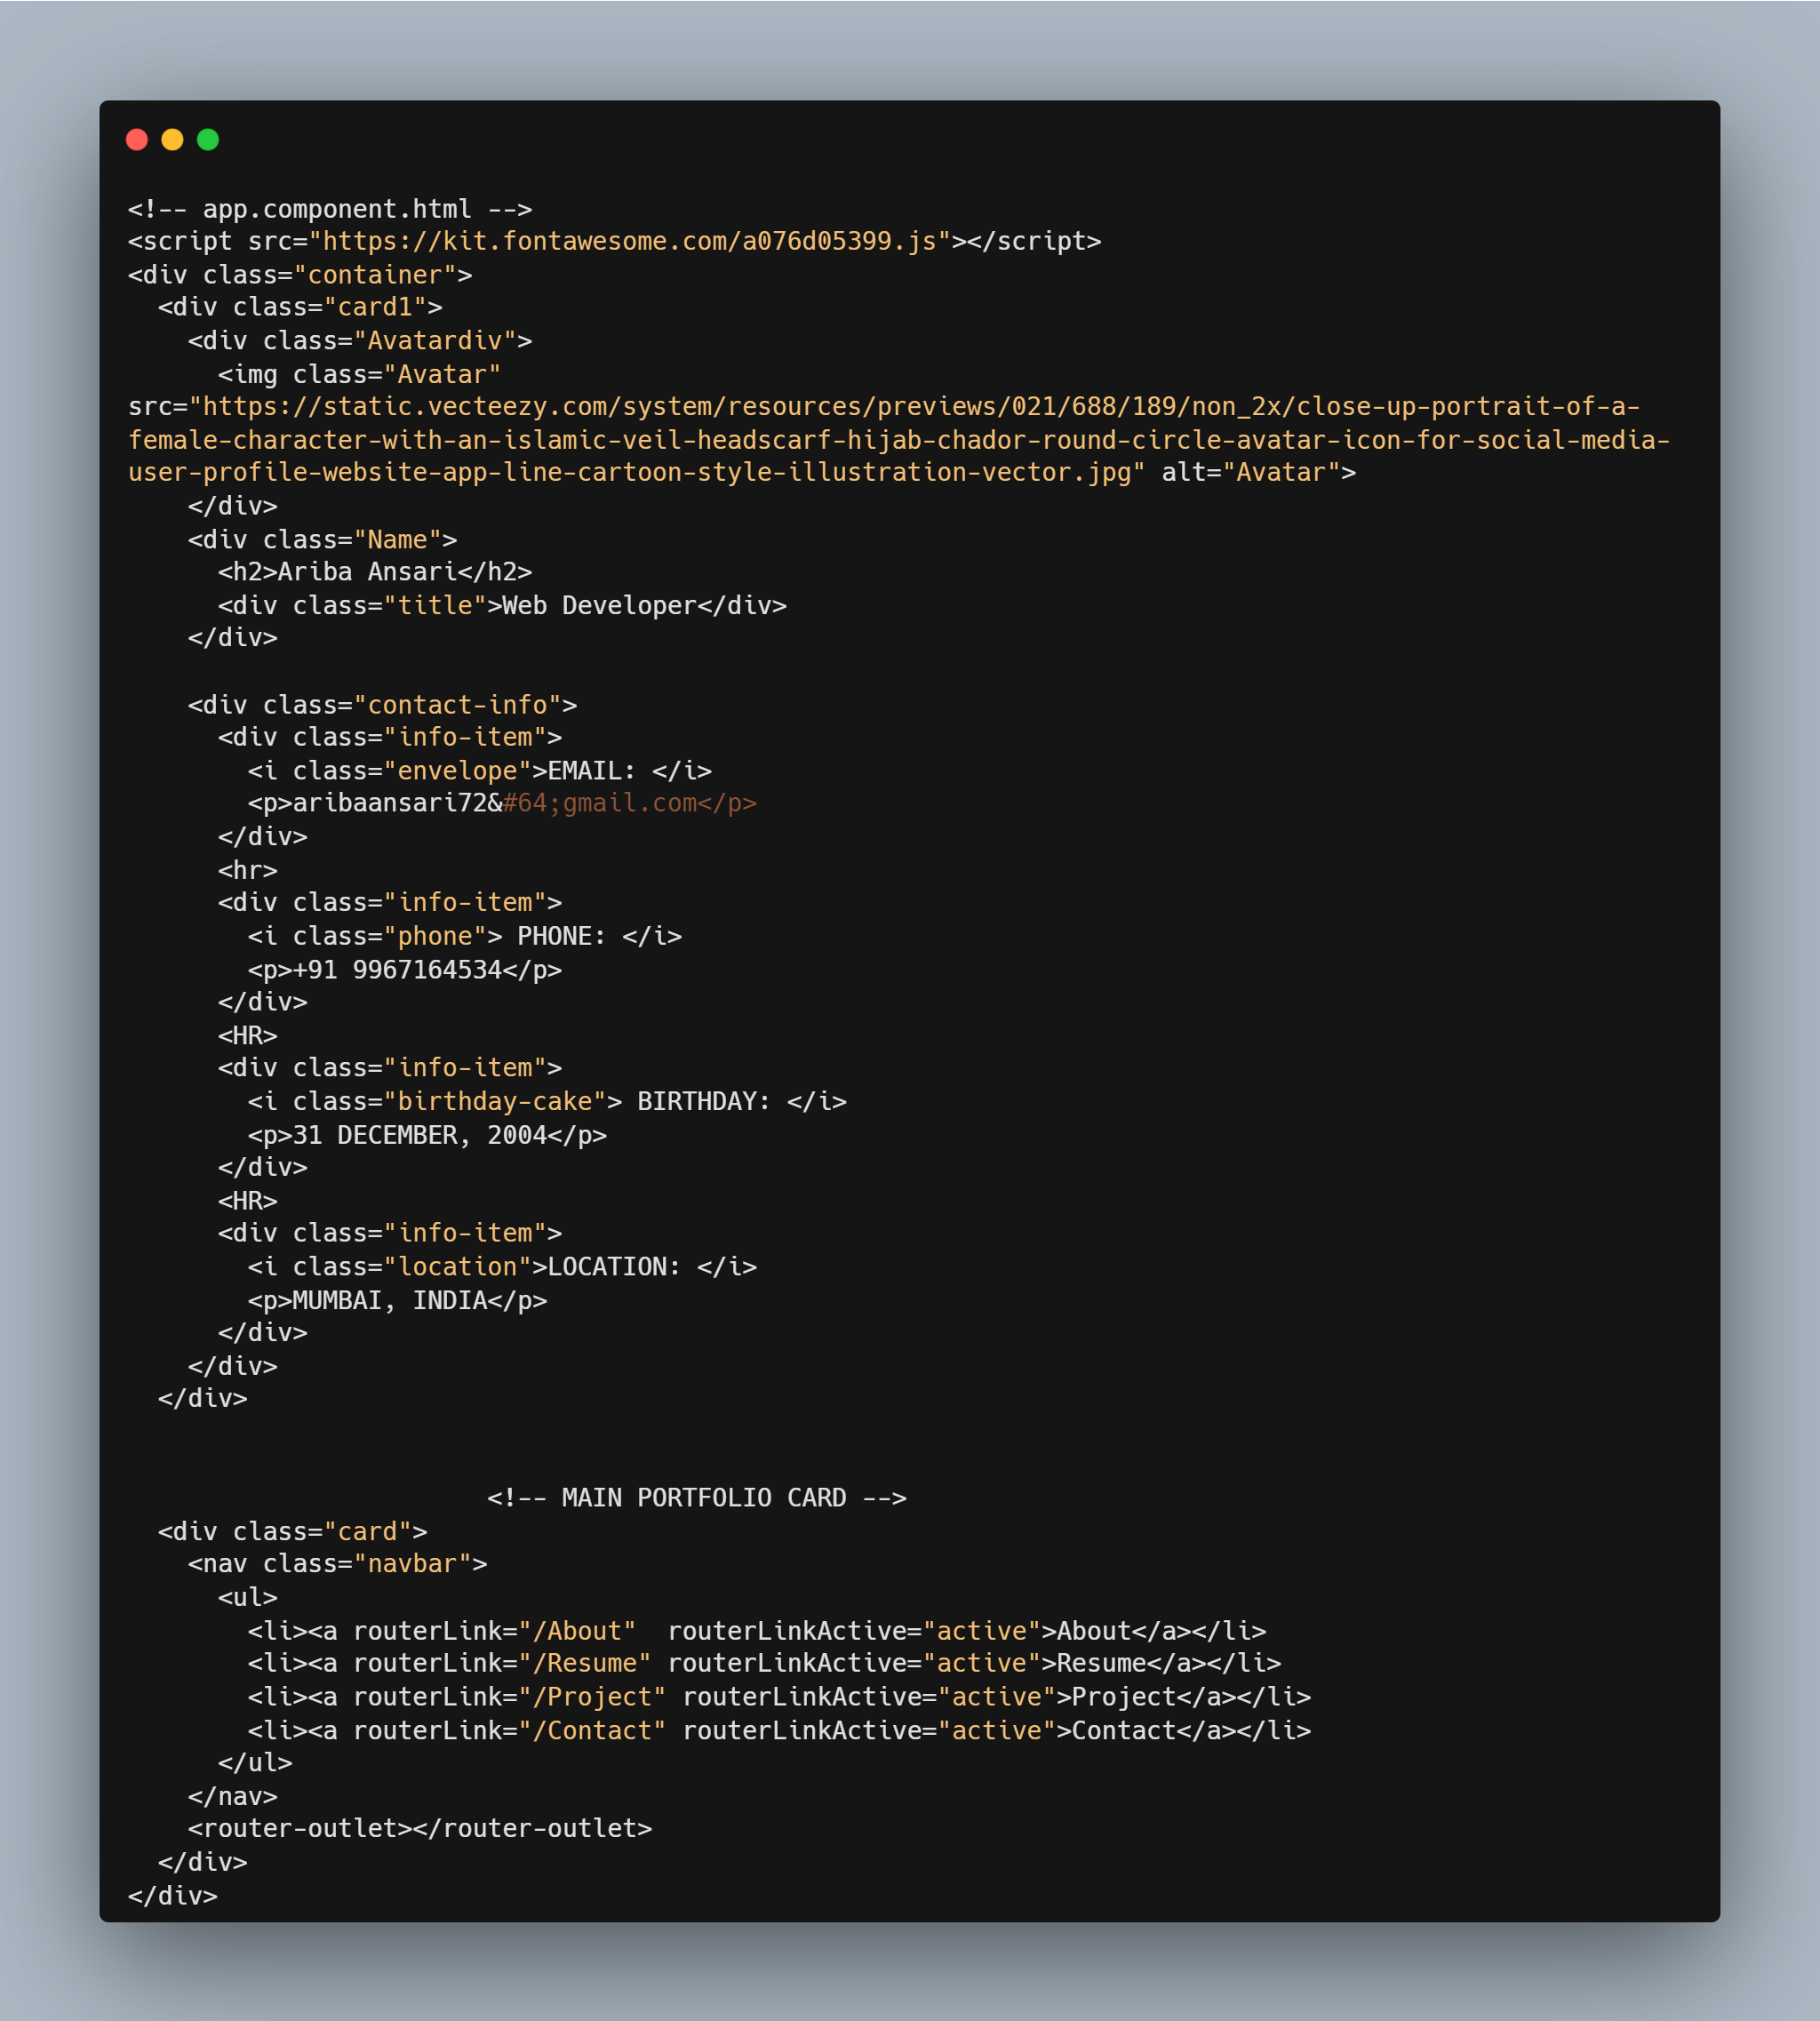 <!-- app.component.html -->
<script src="https://kit.fontawesome.com/a076d05399.js"></script>
<div class="container">
  <div class="card1">
    <div class="Avatardiv">
      <img class="Avatar"
src="https://static.vecteezy.com/system/resources/previews/021/688/189/non_2x/close-up-portrait-of-a-
female-character-with-an-islamic-veil-headscarf-hijab-chador-round-circle-avatar-icon-for-social-media-
user-profile-website-app-line-cartoon-style-illustration-vector.jpg" alt="Avatar">
    </div>
    <div class="Name">
      <h2>Ariba Ansari</h2>
      <div class="title">Web Developer</div>
    </div>

    <div class="contact-info">
      <div class="info-item">
        <i class="envelope">EMAIL: </i>
        <p>aribaansari72&#64;gmail.com</p>
      </div>
      <hr>
      <div class="info-item">
        <i class="phone"> PHONE: </i>
        <p>+91 9967164534</p>
      </div>
      <HR>
      <div class="info-item">
        <i class="birthday-cake"> BIRTHDAY: </i>
        <p>31 DECEMBER, 2004</p>
      </div>
      <HR>
      <div class="info-item">
        <i class="location">LOCATION: </i>
        <p>MUMBAI, INDIA</p>
      </div>
    </div>
  </div>


                        <!-- MAIN PORTFOLIO CARD -->
  <div class="card">
    <nav class="navbar">
      <ul>
        <li><a routerLink="/About"  routerLinkActive="active">About</a></li>
        <li><a routerLink="/Resume" routerLinkActive="active">Resume</a></li>
        <li><a routerLink="/Project" routerLinkActive="active">Project</a></li>
        <li><a routerLink="/Contact" routerLinkActive="active">Contact</a></li>
      </ul>
    </nav>
    <router-outlet></router-outlet>
  </div>
</div>